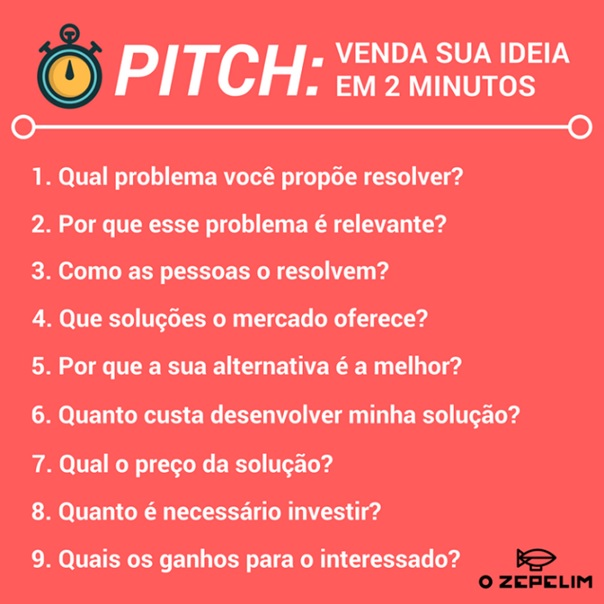 PITCH: VENDA SUA IDEIA
EM 2 MINUTOS
1. Qual problema você propõe resolver?
2. Por que esse problema é relevante?
3. Como as pessoas o resolvem?
4. Que soluções o mercado oferece?
5. Por que a sua alternativa é a melhor?
6. Quanto custa desenvolver minha solução?
7. Qual o preço da solução?
8. Quanto é necessário investir?
9. Quais os ganhos para o interessado?
O ZEPELIM